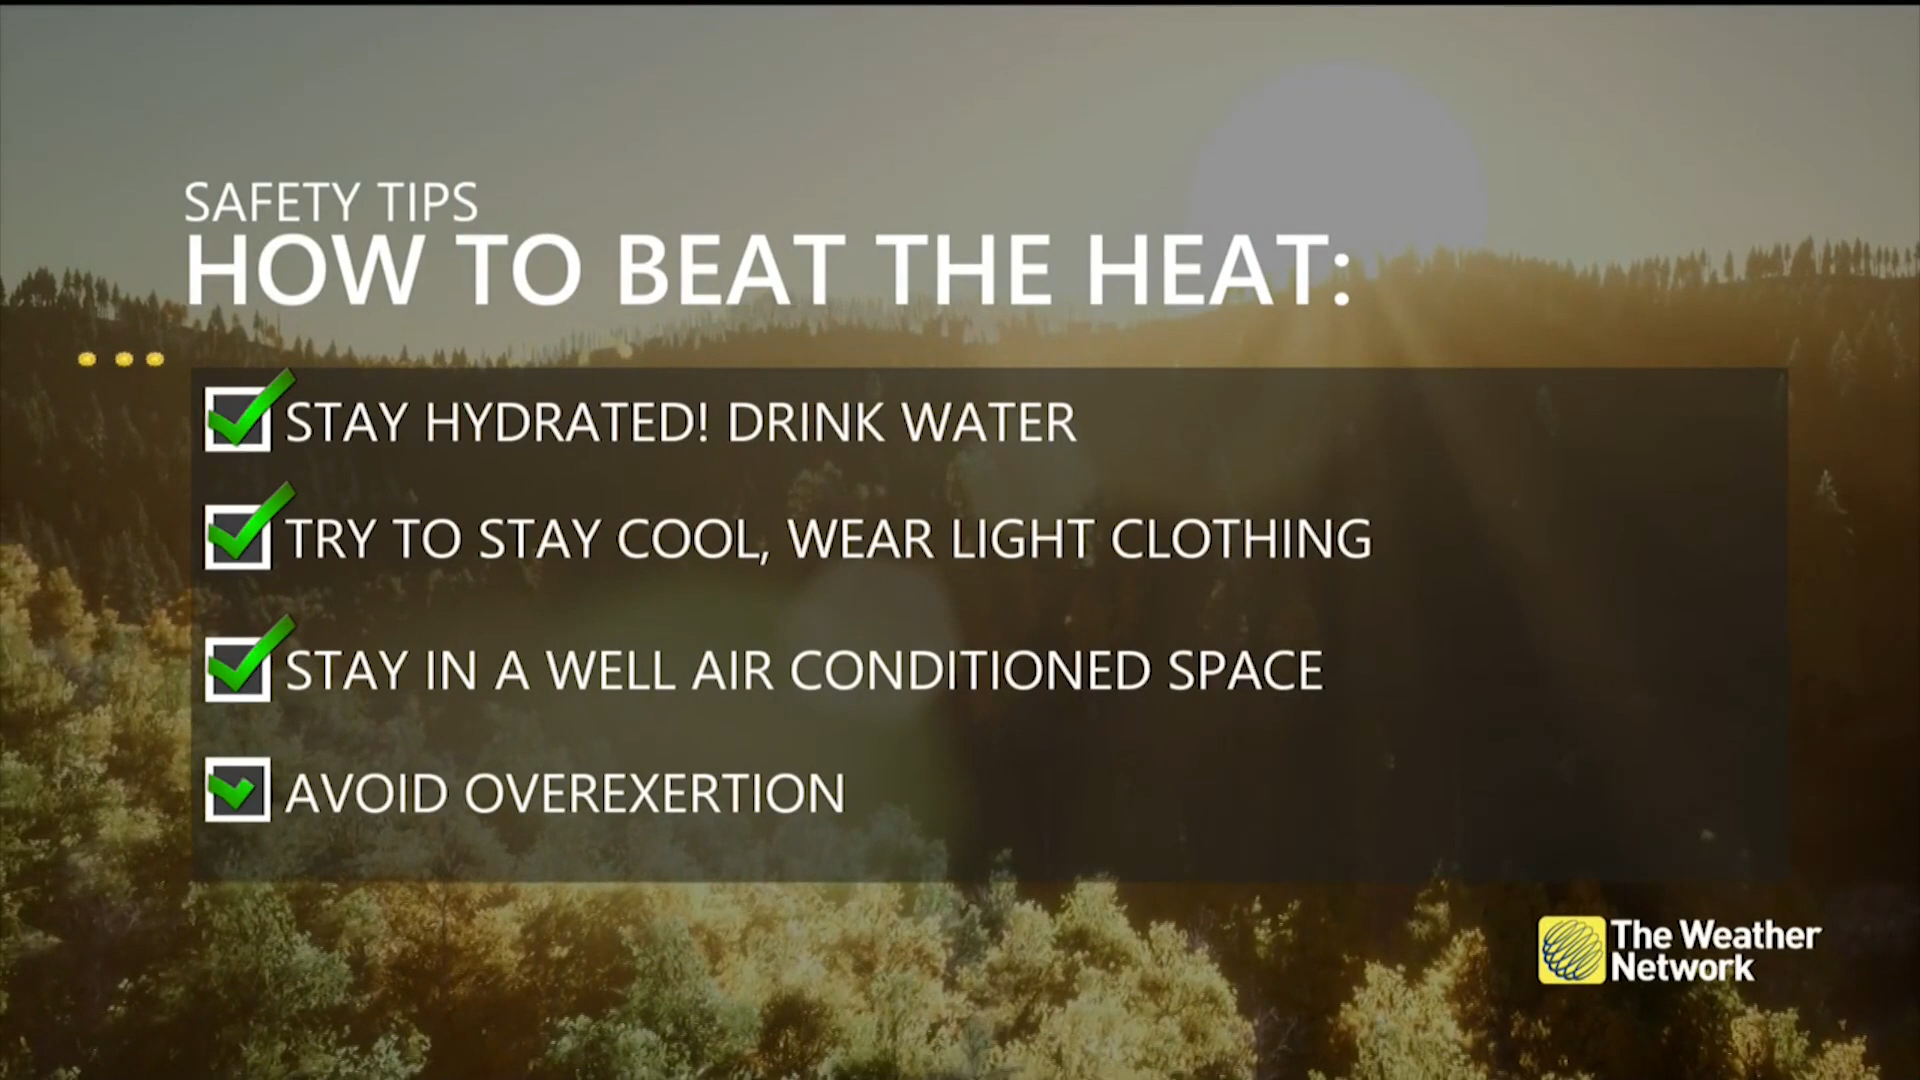 SAFETY TIPS
HOW TO BEAT THE HEAT:
STAY HYDRATED! DRINK WATER
TRY TO STAY COOL, WEAR LIGHT CLOTHING
STAY IN A WELL AIR CONDITIONED SPACE
AVOID OVEREXERTION
The Weather
Network